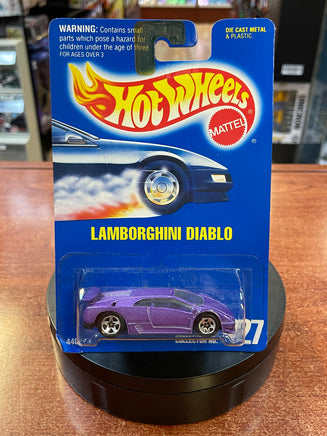 WARNING: Contains small
parts which pose a hazard for
children under the age of three.
FOR AGES OVER 3
DIE CAST METAL
& PLASTIC
Hot Wheels
MATTEL
LAMBORGHINI DIABLO
COLLECTOR NO.
27